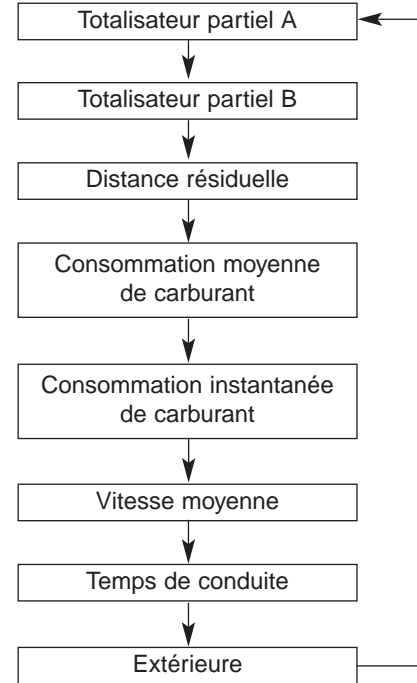 Totalisateur partiel A
Totalisateur partiel B
Distance résiduelle
Consommation moyenne
de carburant
Consommation instantanée
de carburant
Vitesse moyenne
Temps de conduite
Extérieure